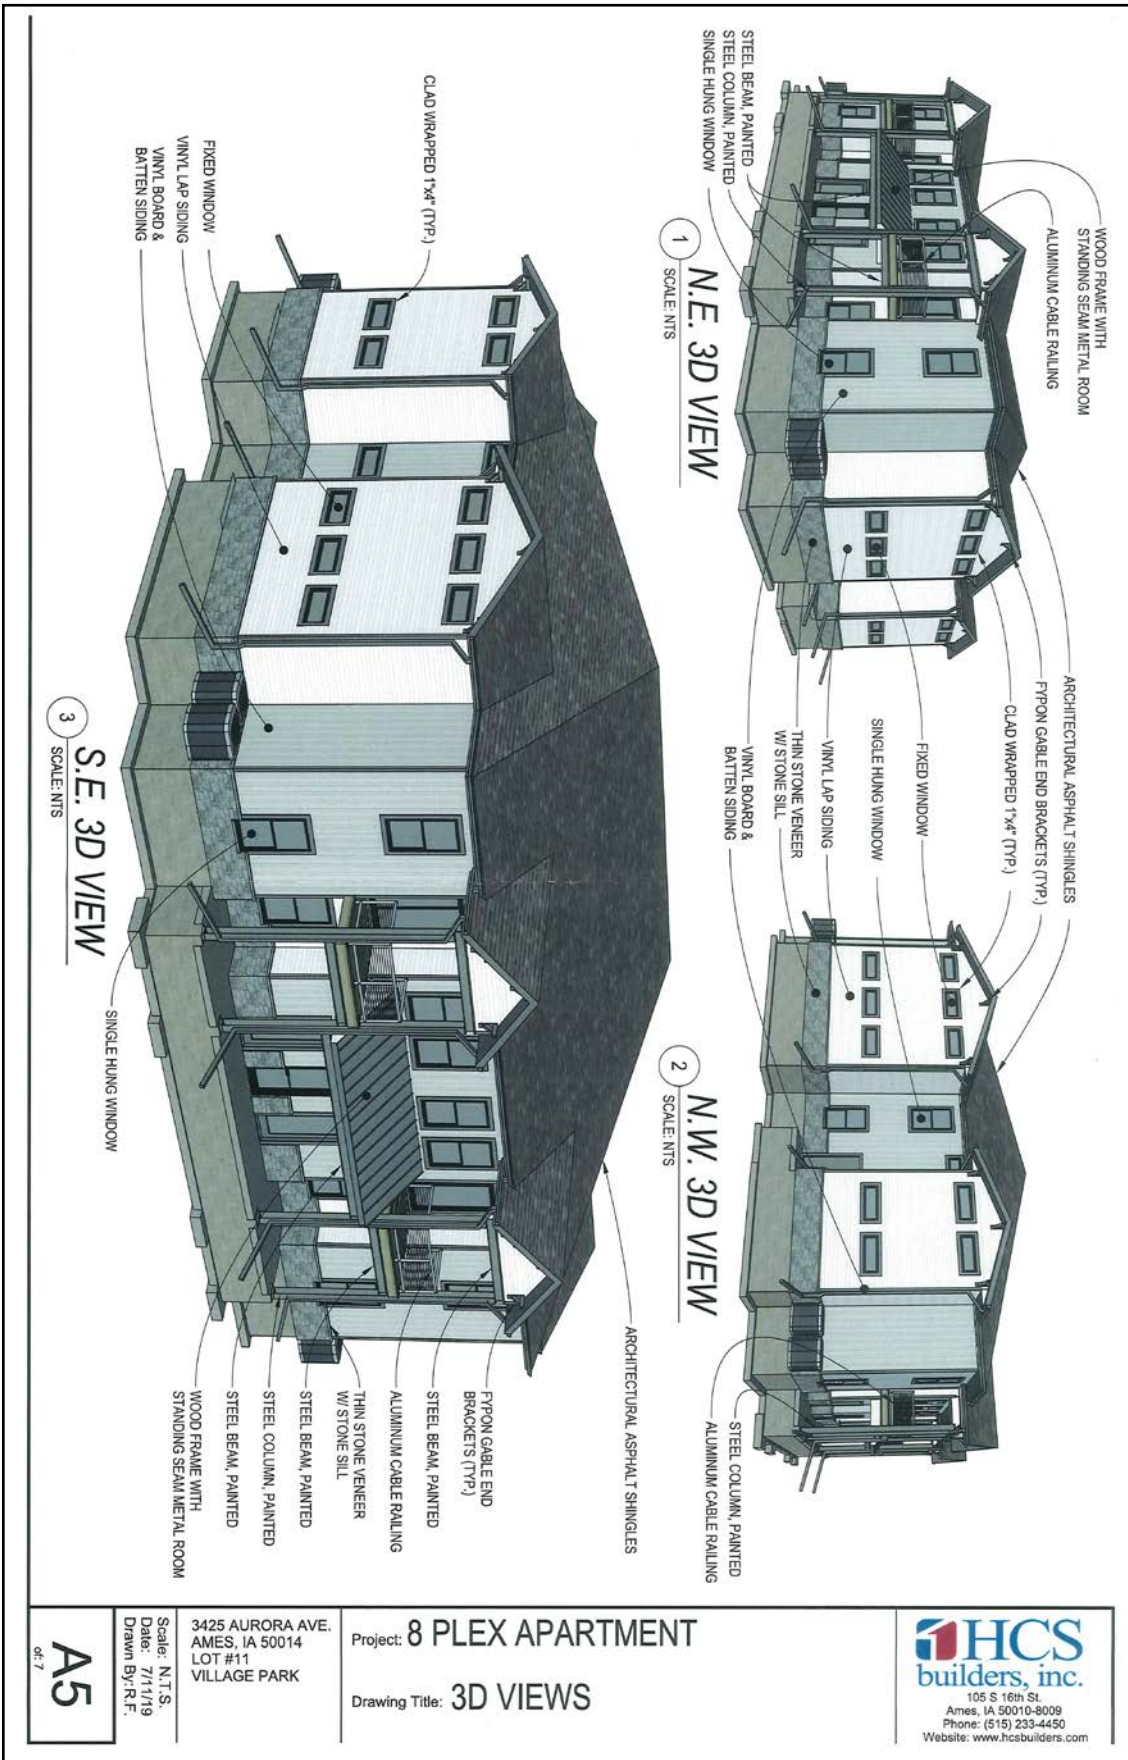 WOOD FRAME WITH
STANDING SEAM METAL ROOM
ALUMINUM CABLE RAILING
STEEL BEAM, PAINTED
STEEL COLUMN, PAINTED
SINGLE HUNG WINDOW
1
N.E. 3D VIEW
SCALE: NTS
ARCHITECTURAL ASPHALT SHINGLES
FYPON GABLE END BRACKETS (TYP.)
CLAD WRAPPED 1"x4" (TYP.)
FIXED WINDOW
SINGLE HUNG WINDOW
VINYL LAP SIDING
THIN STONE VENEER
W/ STONE SILL
VINYL BOARD &
BATTEN SIDING
2
N.W. 3D VIEW
SCALE: NTS
STEEL COLUMN, PAINTED
ALUMINUM CABLE RAILING
CLAD WRAPPED 1"x4" (TYP.)
FIXED WINDOW
VINYL LAP SIDING
VINYL BOARD &
BATTEN SIDING
3
S.E. 3D VIEW
SCALE: NTS
SINGLE HUNG WINDOW
ARCHITECTURAL ASPHALT SHINGLES
FYPON GABLE END
BRACKETS (TYP.)
STEEL BEAM, PAINTED
ALUMINUM CABLE RAILING
THIN STONE VENEER
W/ STONE SILL
STEEL BEAM, PAINTED
STEEL COLUMN, PAINTED
STEEL BEAM, PAINTED
WOOD FRAME WITH
STANDING SEAM METAL ROOM
HCS
builders, inc.
105 S 16th St.
Ames, IA 50010-8009
Phone: (515) 233-4450
Website: www.hcsbuilders.com
Project: 8 PLEX APARTMENT
Drawing Title: 3D VIEWS
3425 AURORA AVE.
AMES, IA 50014
LOT #11
VILLAGE PARK
Scale: N.T.S.
Date: 7/11/19
Drawn By: R.F.
A5
of: 7